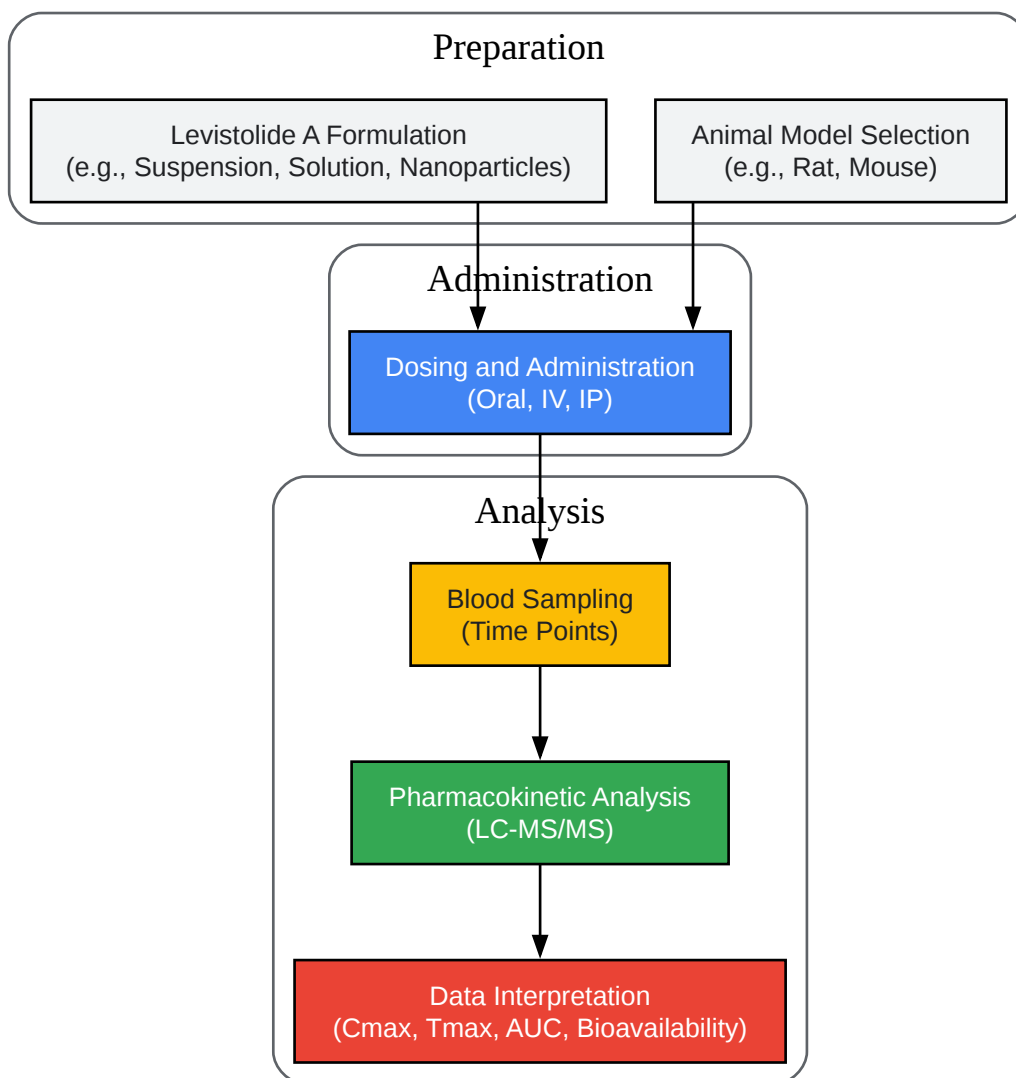 Preparation
Levistolide A Formulation
(e.g., Suspension, Solution, Nanoparticles)
Animal Model Selection
(e.g., Rat, Mouse)
Administration
Dosing and Administration
(Oral, IV, IP)
Analysis
Blood Sampling
(Time Points)
Pharmacokinetic Analysis
(LC-MS/MS)
Data Interpretation
(Cmax, Tmax, AUC, Bioavailability)